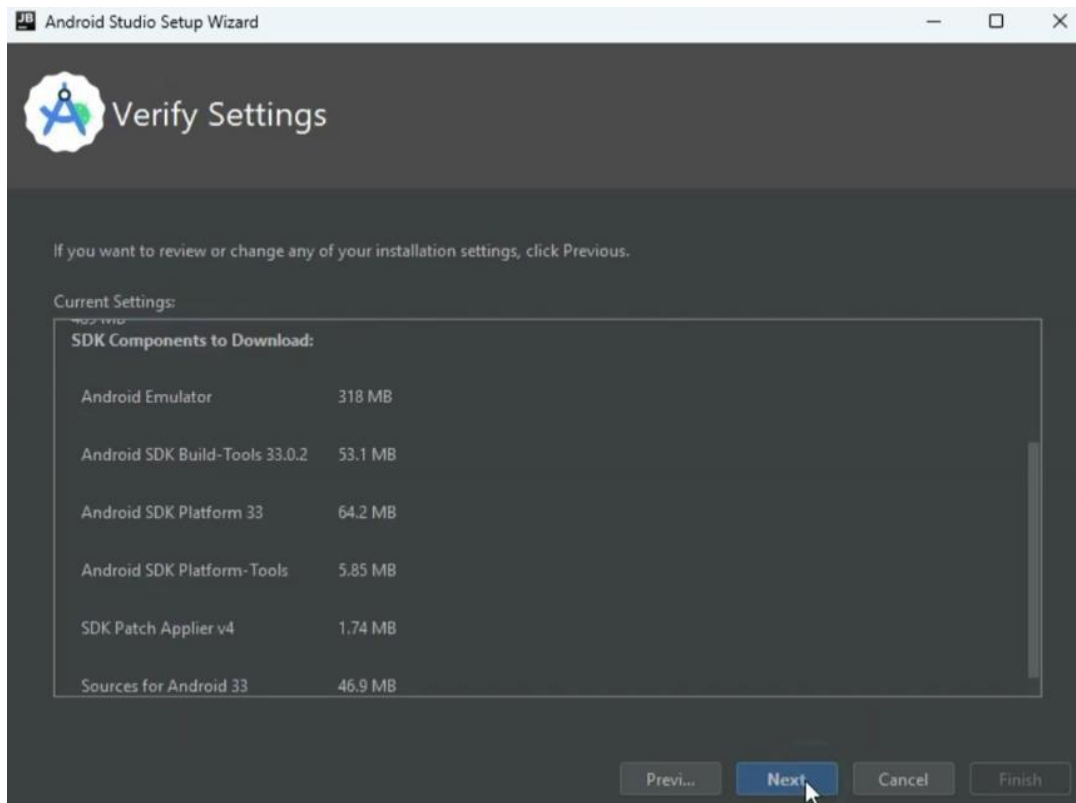 Android Studio Setup Wizard
Verify Settings
If you want to review or change any of your installation settings, click Previous.
Current Settings:
SDK Components to Download:
Android Emulator 318 MB
Android SDK Build-Tools 33.0.2 53.1 MB
Android SDK Platform 33 64.2 MB
Android SDK Platform-Tools 5.85 MB
SDK Patch Applier v4 1.74 MB
Sources for Android 33 46.9 MB
Previ... Next Cancel Finish